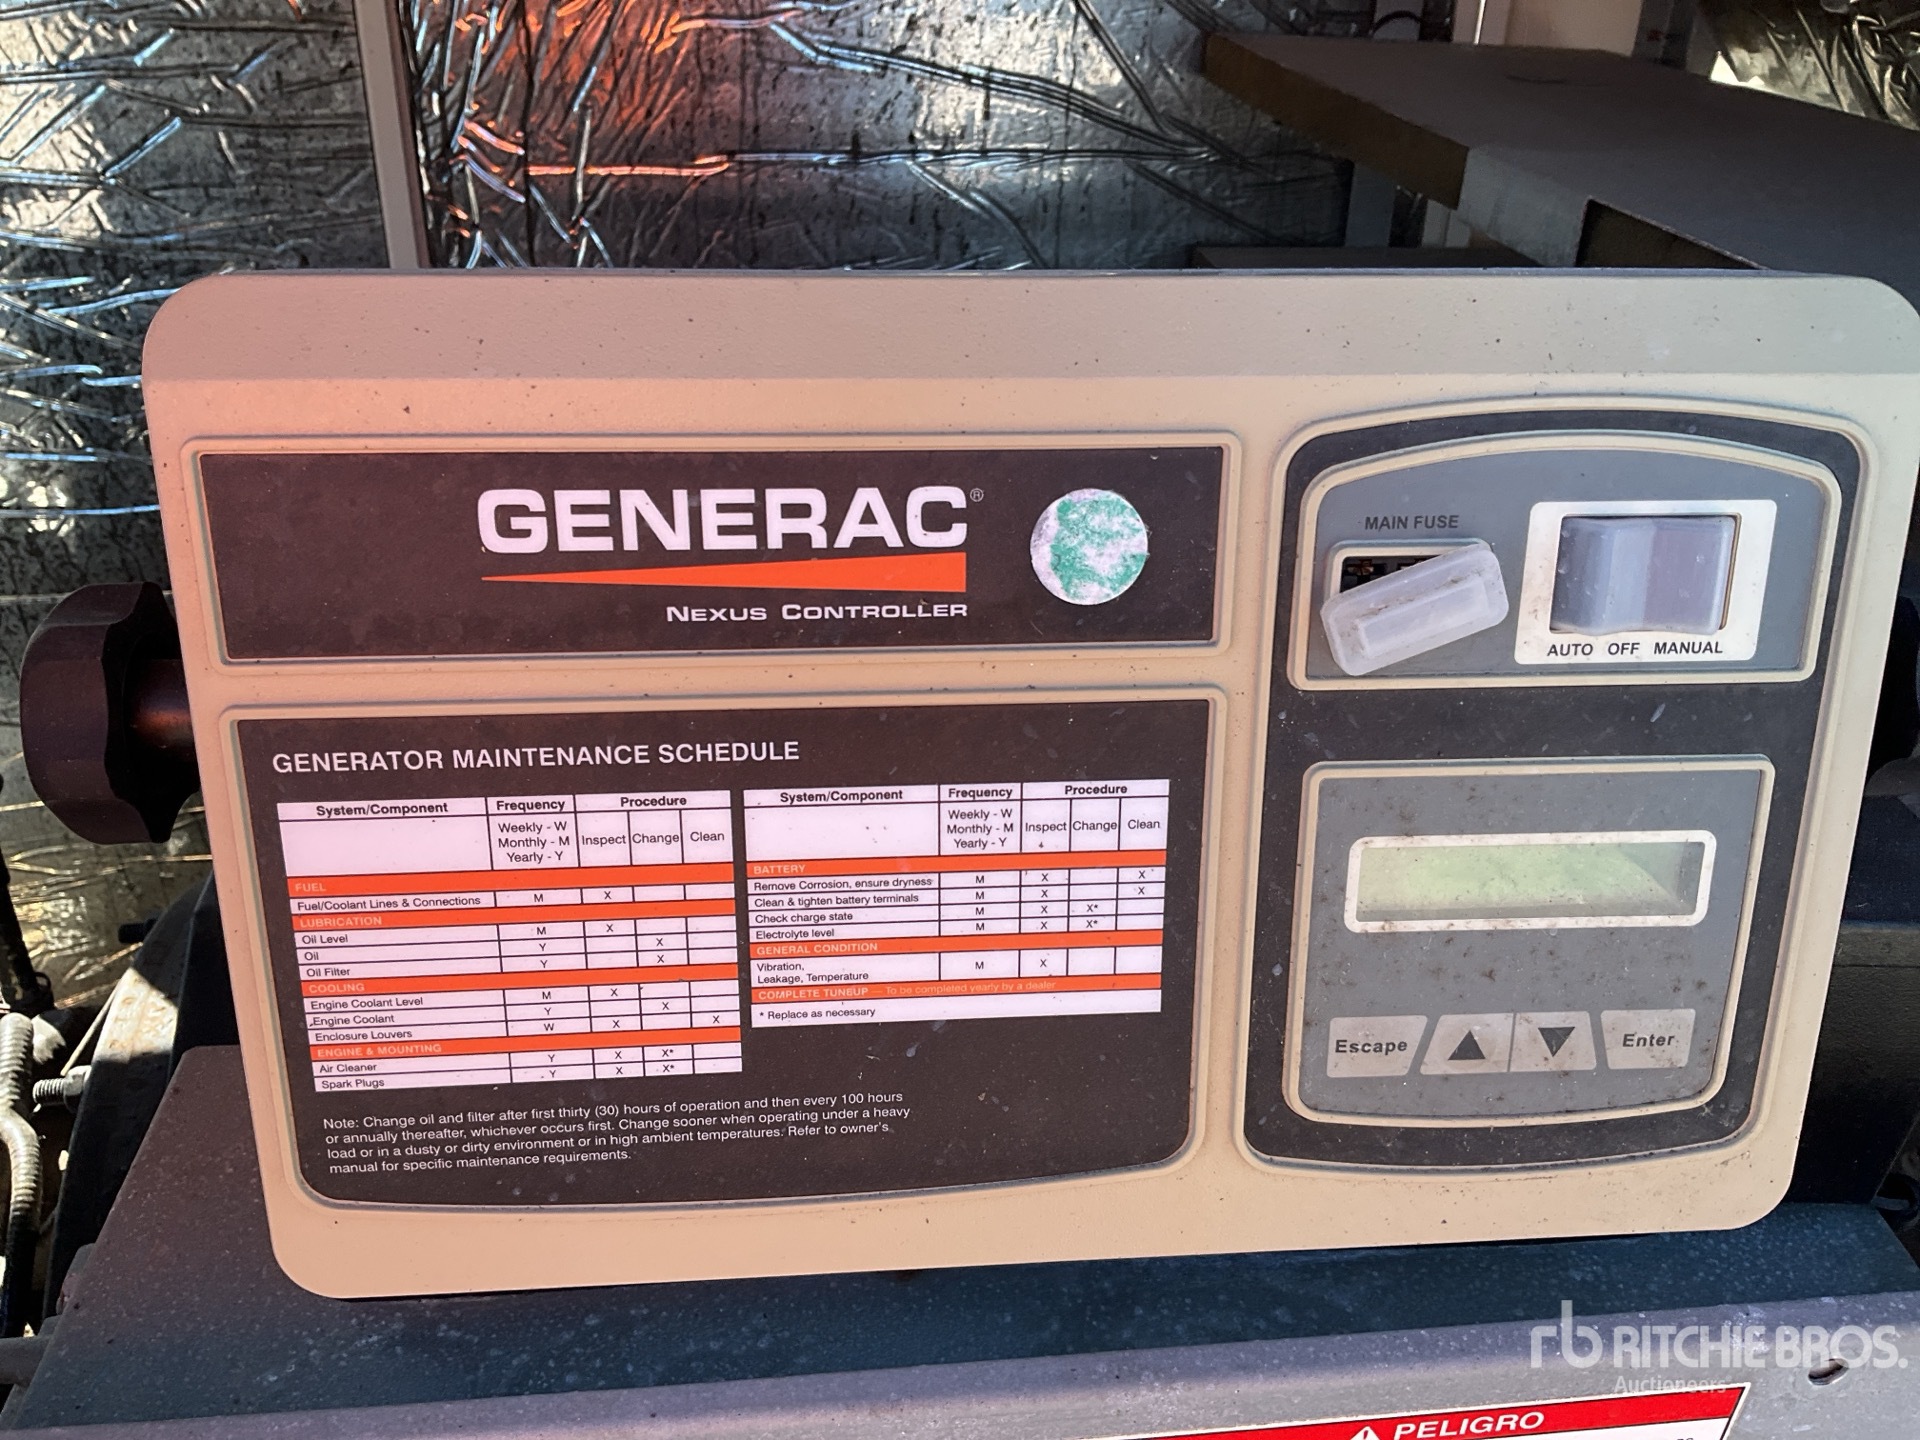 GENERAC®
NEXUS CONTROLLER
MAIN FUSE
AUTO OFF MANUAL
GENERATOR MAINTENANCE SCHEDULE
System/Component Frequency Procedure
Weekly - W
Monthly - M
Yearly - Y
Inspect Change Clean
FUEL
Fuel/Coolant Lines & Connections M X
LUBRICATION
Oil Level M X
Oil Y X
Oil Filter Y X
COOLING
Engine Coolant Level M X
Engine Coolant Y X
Enclosure Louvers W X X
ENGINE & MOUNTING
Air Cleaner Y X X*
Spark Plugs Y X X*
System/Component Frequency Procedure
Weekly - W
Monthly - M
Yearly - Y
Inspect Change Clean
BATTERY
Remove Corrosion, ensure dryness M X X
Clean & tighten battery terminals M X X
Check charge state M X X*
Electrolyte level M X X*
GENERAL CONDITION
Vibration,
Leakage, Temperature M X
COMPLETE TUNEUP — To be completed yearly by a dealer
* Replace as necessary
Note: Change oil and filter after first thirty (30) hours of operation and then every 100 hours
or annually thereafter, whichever occurs first. Change sooner when operating under a heavy
load or in a dusty or dirty environment or in high ambient temperatures. Refer to owner's
manual for specific maintenance requirements.
Escape ▲ ▼ Enter
rb RITCHIE BROS.
Auctioneers
PELIGRO